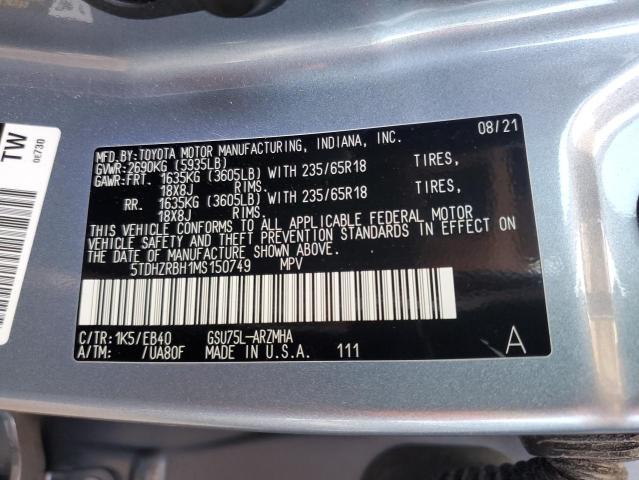 MFD.BY:TOYOTA MOTOR MANUFACTURING, INDIANA, INC. 08/21
GVWR:2690KG (5935LB)
GAWR:FRT. 1635KG (3605LB) WITH 235/65R18 TIRES,
18X8J RIMS.
RR. 1635KG (3605LB) WITH 235/65R18 TIRES,
18X8J RIMS.
THIS VEHICLE CONFORMS TO ALL APPLICABLE FEDERAL MOTOR
VEHICLE SAFETY AND THEFT PREVENTION STANDARDS IN EFFECT ON
THE DATE OF MANUFACTURE SHOWN ABOVE.
5TDHZRBH1MS150749 MPV
C/TR:1K5/EB40 GSU75L-ARZMHA
A/TM: /UA80F MADE IN U.S.A. 111 A
TW
0E730